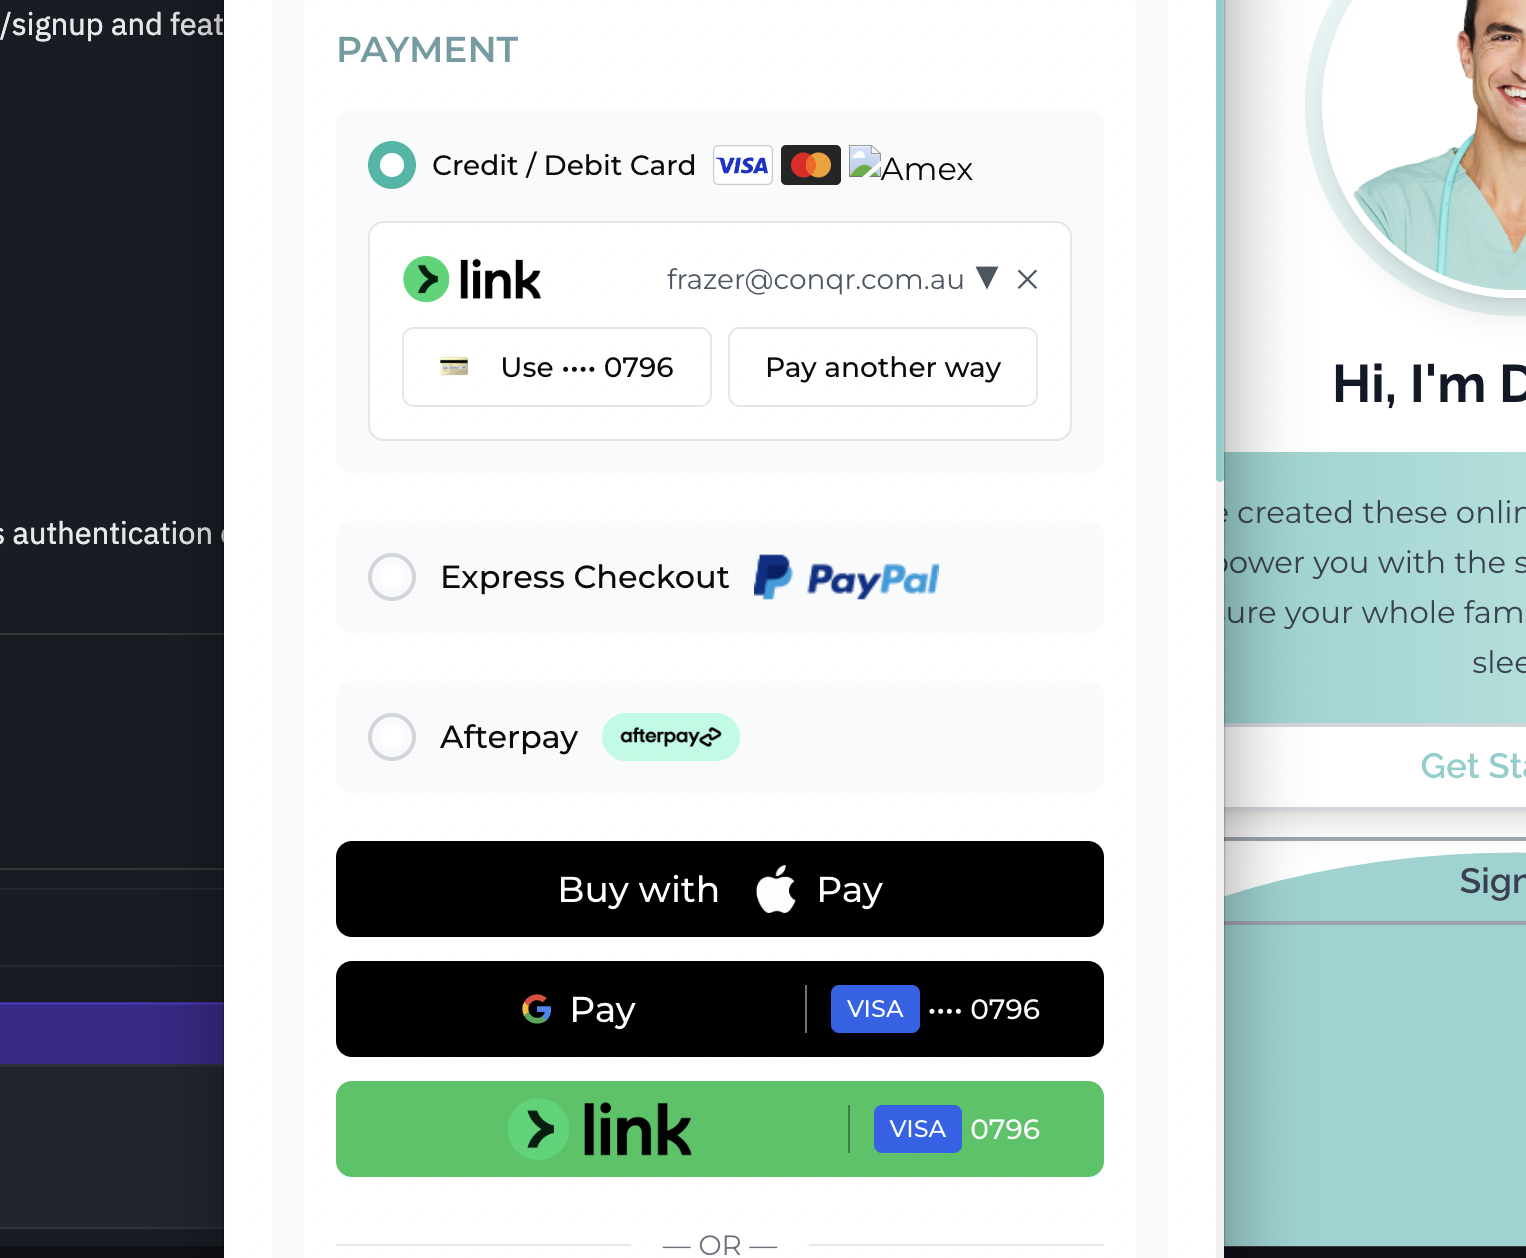 /signup and feat
PAYMENT
Credit / Debit Card VISA Amex
link frazer@conqr.com.au ▼ ×
Use •••• 0796
Pay another way
Express Checkout PayPal
Afterpay afterpay
Buy with Pay
G Pay VISA •••• 0796
link VISA 0796
— OR —
s authentication
Hi, I'm D
e created these onlin
power you with the s
ure your whole fam
slee
Get Sta
Sign